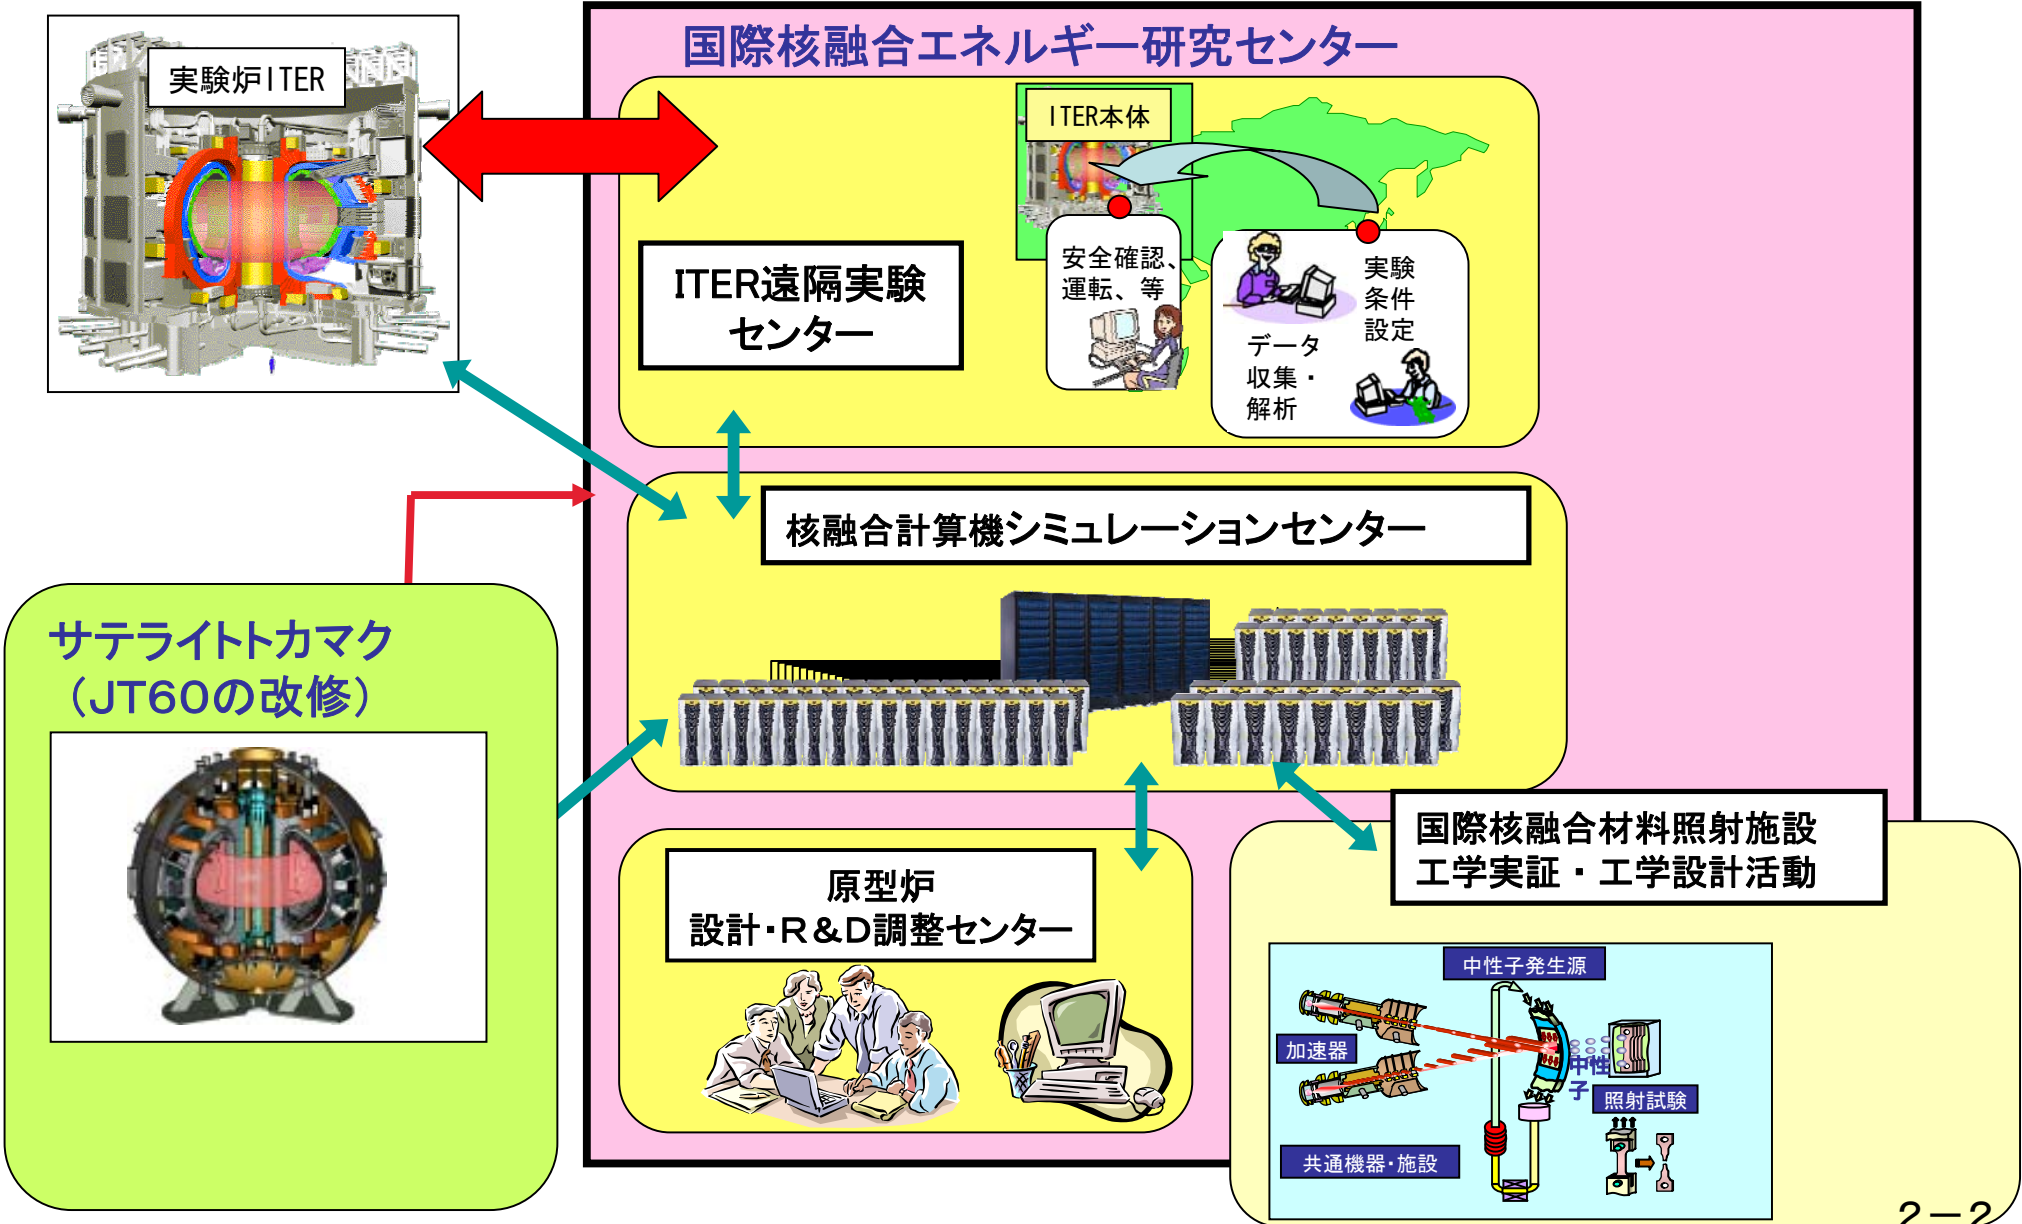 国際核融合エネルギー研究センター
実験炉ITER
ITER本体
ITER遠隔実験
センター
安全確認、
運転、等
実験
条件
設定
データ
収集・
解析
核融合計算機シミュレーションセンター
サテライトトカマク
（JT60の改修）
原型炉
設計・R&D調整センター
国際核融合材料照射施設
工学実証・工学設計活動
中性子発生源
加速器
中性
子
照射試験
共通機器・施設
2－2